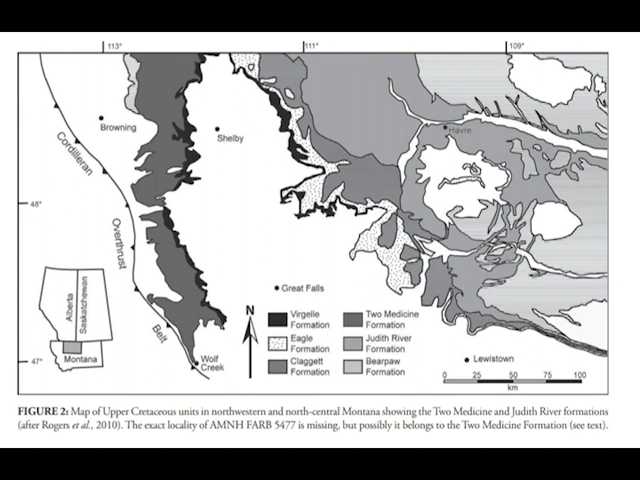 113°
111°
109°
Browning
Shelby
Havre
Cordilleran
48°
Overthrust
Alberta
Saskatchewan
Great Falls
N
Virgelle
Formation
Two Medicine
Formation
Eagle
Formation
Judith River
Formation
Claggett
Formation
Bearpaw
Formation
Belt
Montana
Wolf
Creek
Lewistown
47°
0 25 50 75 100
km
FIGURE 2: Map of Upper Cretaceous units in northwestern and north-central Montana showing the Two Medicine and Judith River formations
(after Rogers et al., 2010). The exact locality of AMNH FARB 5477 is missing, but possibly it belongs to the Two Medicine Formation (see text).